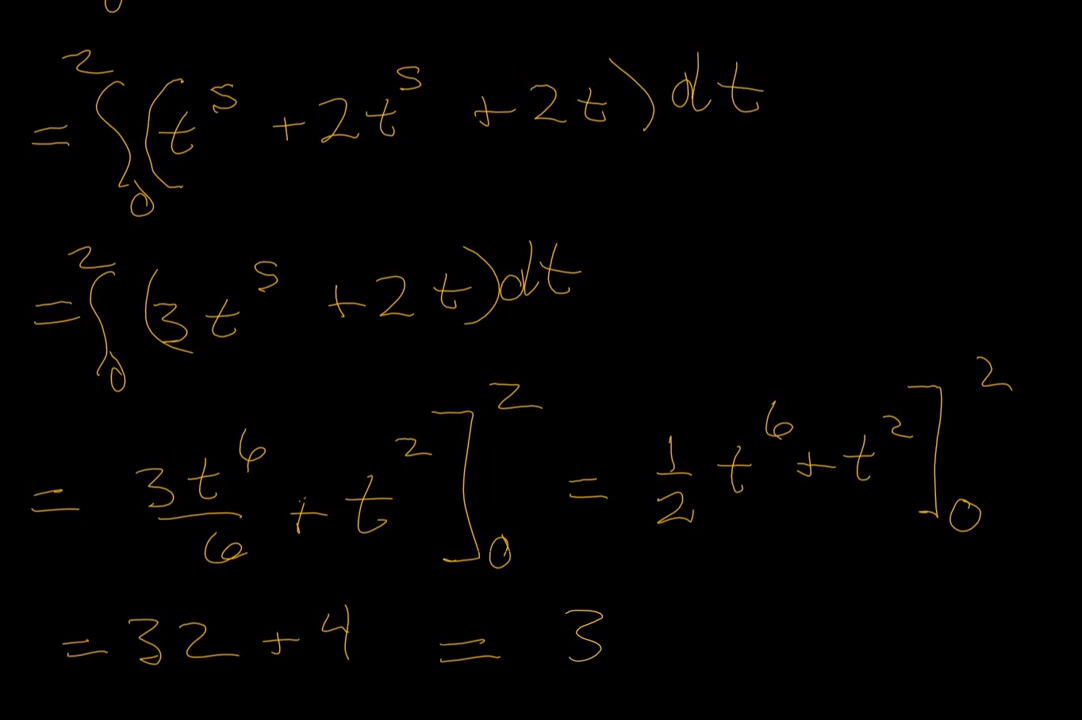 0
= ∫₀² (t⁵ + 2t⁵ + 2t) dt
= ∫₀² (3t⁵ + 2t) dt
= 3t⁶/6 + t² ]₀² = 1/2 t⁶ + t² ]₀²
= 32 + 4 = 3